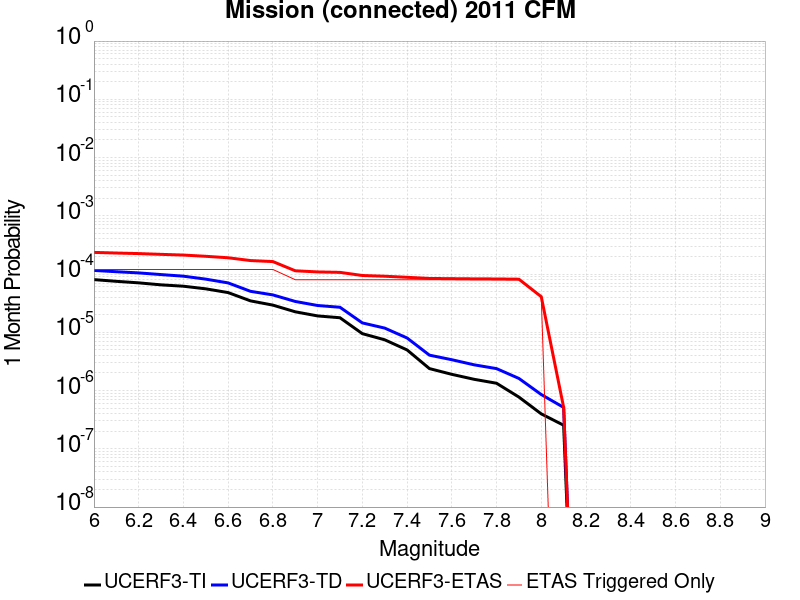 Mission (connected) 2011 CFM
10 0
10 -1
10 -2
10 -3
10 -4
10 -5
10 -6
10 -7
10 -8
1 Month Probability
6 6.2 6.4 6.6 6.8 7 7.2 7.4 7.6 7.8 8 8.2 8.4 8.6 8.8 9
Magnitude
UCERF3-TI UCERF3-TD UCERF3-ETAS ETAS Triggered Only